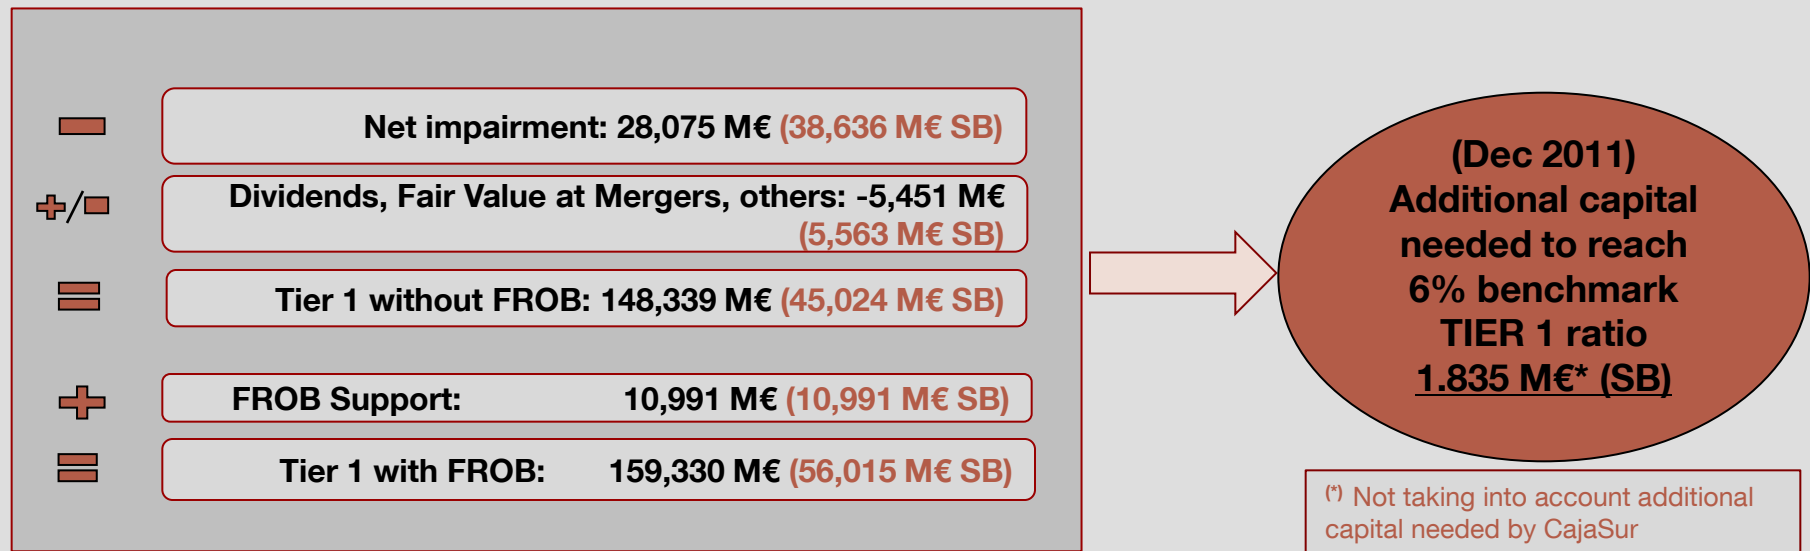 Net impairment: 28,075 M€ (38,636 M€ SB)
+/-
Dividends, Fair Value at Mergers, others: -5,451 M€
(5,563 M€ SB)
Tier 1 without FROB: 148,339 M€ (45,024 M€ SB)
FROB Support: 10,991 M€ (10,991 M€ SB)
Tier 1 with FROB: 159,330 M€ (56,015 M€ SB)
(Dec 2011)
Additional capital
needed to reach
6% benchmark
TIER 1 ratio
1.835 M€* (SB)
(*) Not taking into account additional
capital needed by CajaSur